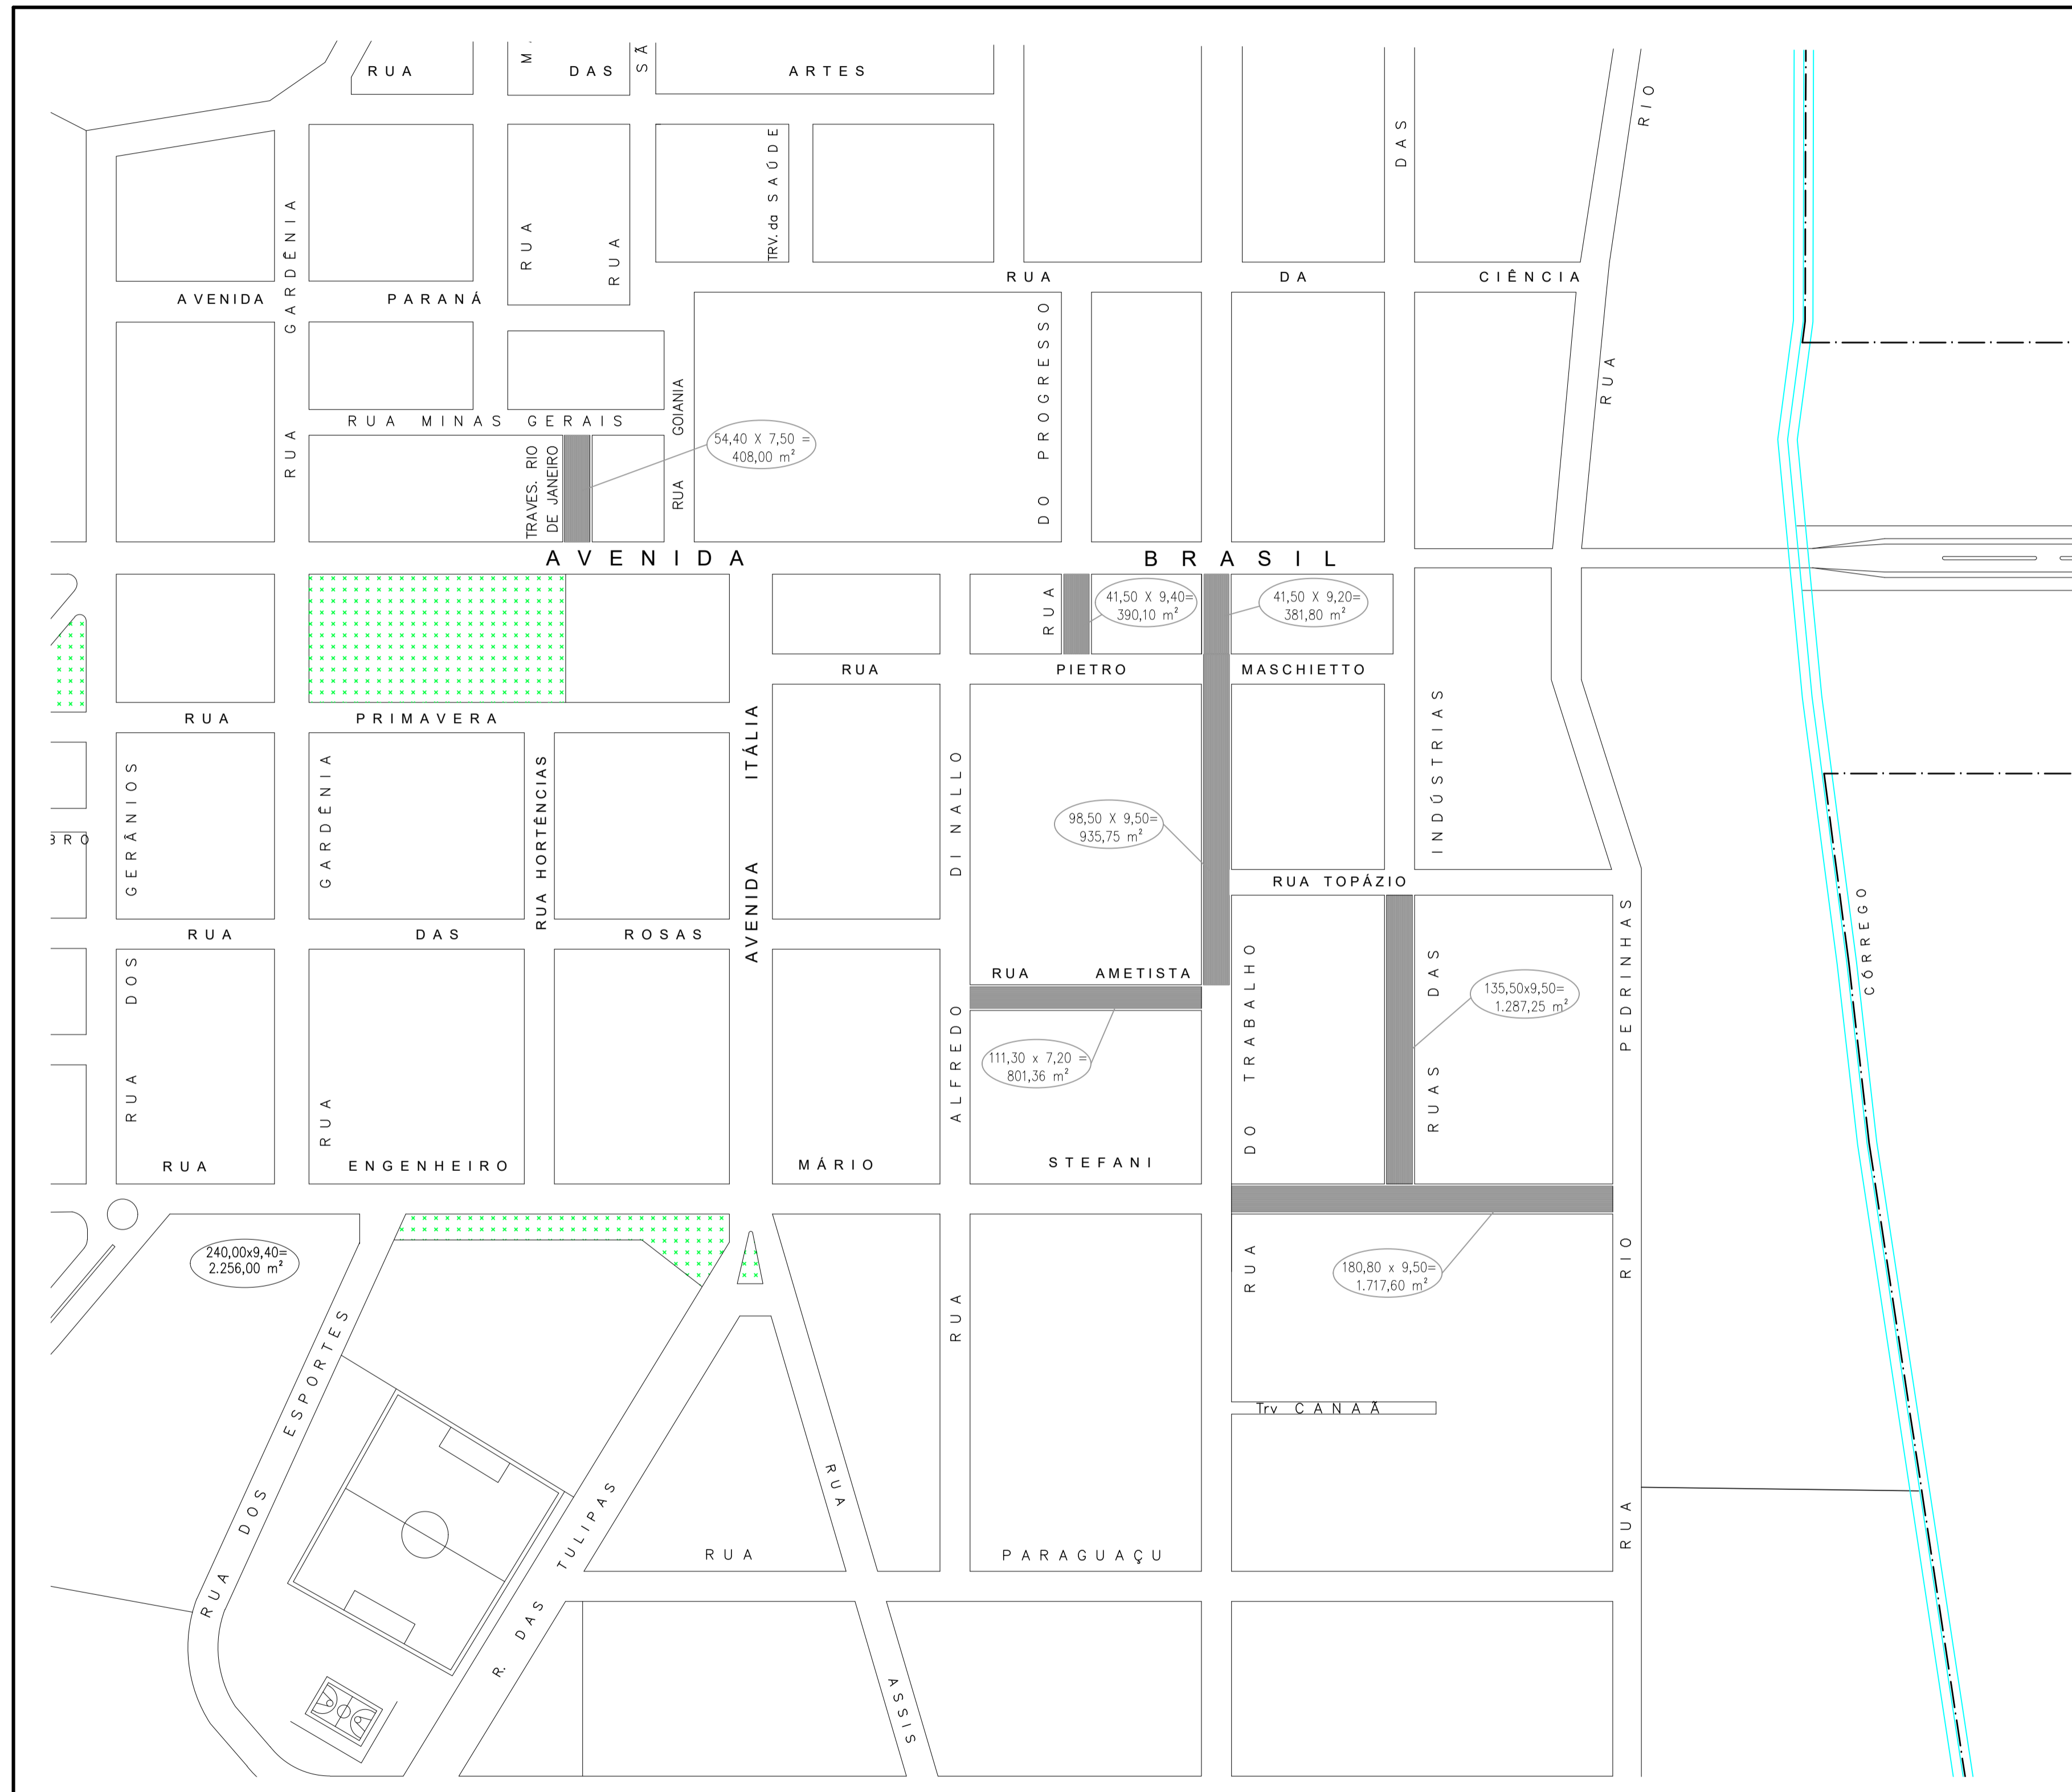 RUA DAS ARTES
SÃ
RIO
DAS
TRV. da SAÚDE
GARDÊNIA
RUA
RUA
RUA DA CIÊNCIA
AVENIDA PARANÁ
DO PROGRESSO
RUA
GOIANIA
RUA MINAS GERAIS
RUA
54,40 X 7,50 =
408,00 m²
TRAVES. RIO
DE JANEIRO
RUA
AVENIDA BRASIL
RUA
41,50 X 9,40=
390,10 m²
41,50 X 9,20=
381,80 m²
RUA PIETRO MASCHIETTO
RUA PRIMAVERA
ITÁLIA
INDÚSTRIAS
GERÂNIOS
GARDÊNIA
RUA HORTÊNCIAS
DI NALLO
98,50 X 9,50=
935,75 m²
BRO
RUA TOPÁZIO
AVENIDA
RUA DAS ROSAS
PEDRINHAS
CÓRREGO
DOS
RUA AMETISTA
DO TRABALHO
DAS
135,50x9,50=
1.287,25 m²
ALFREDO
111,30 x 7,20 =
801,36 m²
RUAS
RUA
RUA
RUA ENGENHEIRO MÁRIO STEFANI
240,00x9,40=
2.256,00 m²
RUA
180,80 x 9,50=
1.717,60 m²
RIO
RUA
RUA DOS ESPORTES
Trv CANAÃ
RUA
R. DAS TULIPAS
RUA
RUA PARAGUAÇU
ASSIS